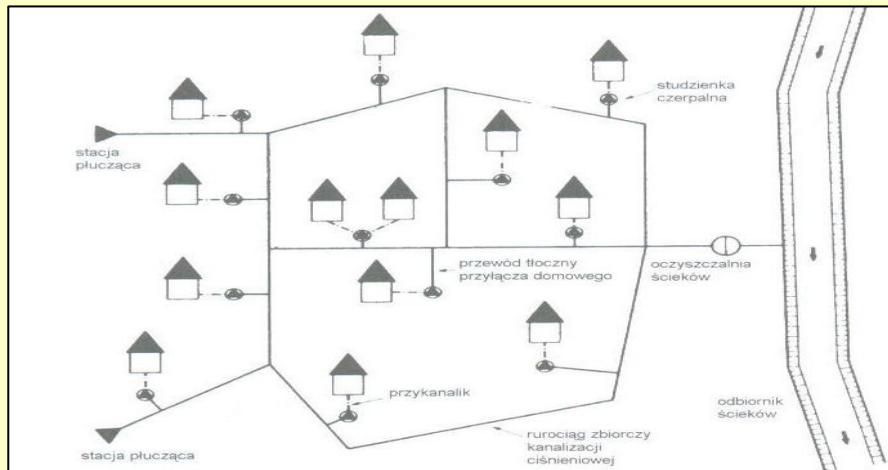 studzienka
czerpalna
stacja
płucząca
przewód tłoczny
przyłącza domowego
oczyszczalnia
ścieków
przykanalik
odbiornik
ścieków
rurociąg zbiorczy
kanalizacji
ciśnieniowej
stacja płucząca